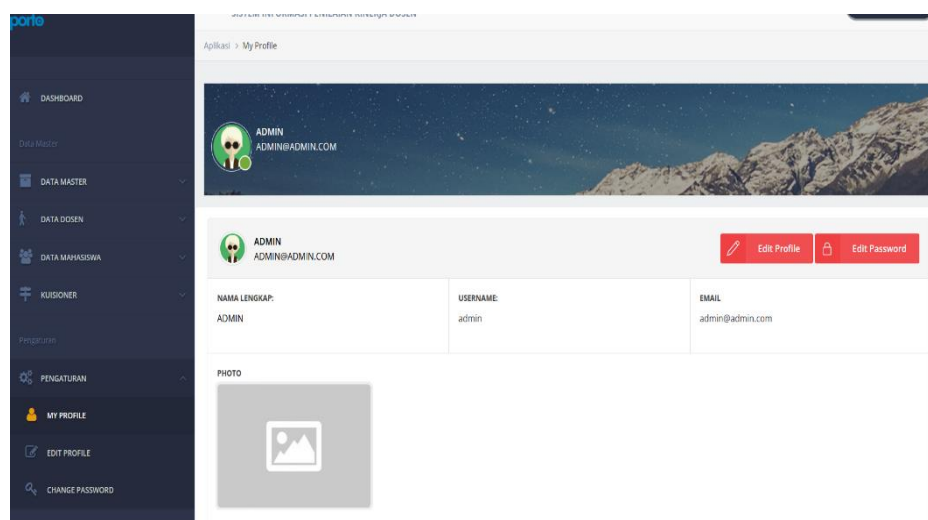 porto
SISTEM INFORMASI PENILAIAN KINERJA DOSEN
Aplikasi > My Profile
DASHBOARD
Data Master
DATA MASTER
DATA DOSEN
DATA MAHASISWA
KUISIONER
Pengaturan
PENGATURAN
MY PROFILE
EDIT PROFILE
CHANGE PASSWORD
ADMIN
ADMIN@ADMIN.COM
ADMIN
ADMIN@ADMIN.COM
Edit Profile
Edit Password
NAMA LENGKAP:
ADMIN
USERNAME:
admin
EMAIL
admin@admin.com
PHOTO